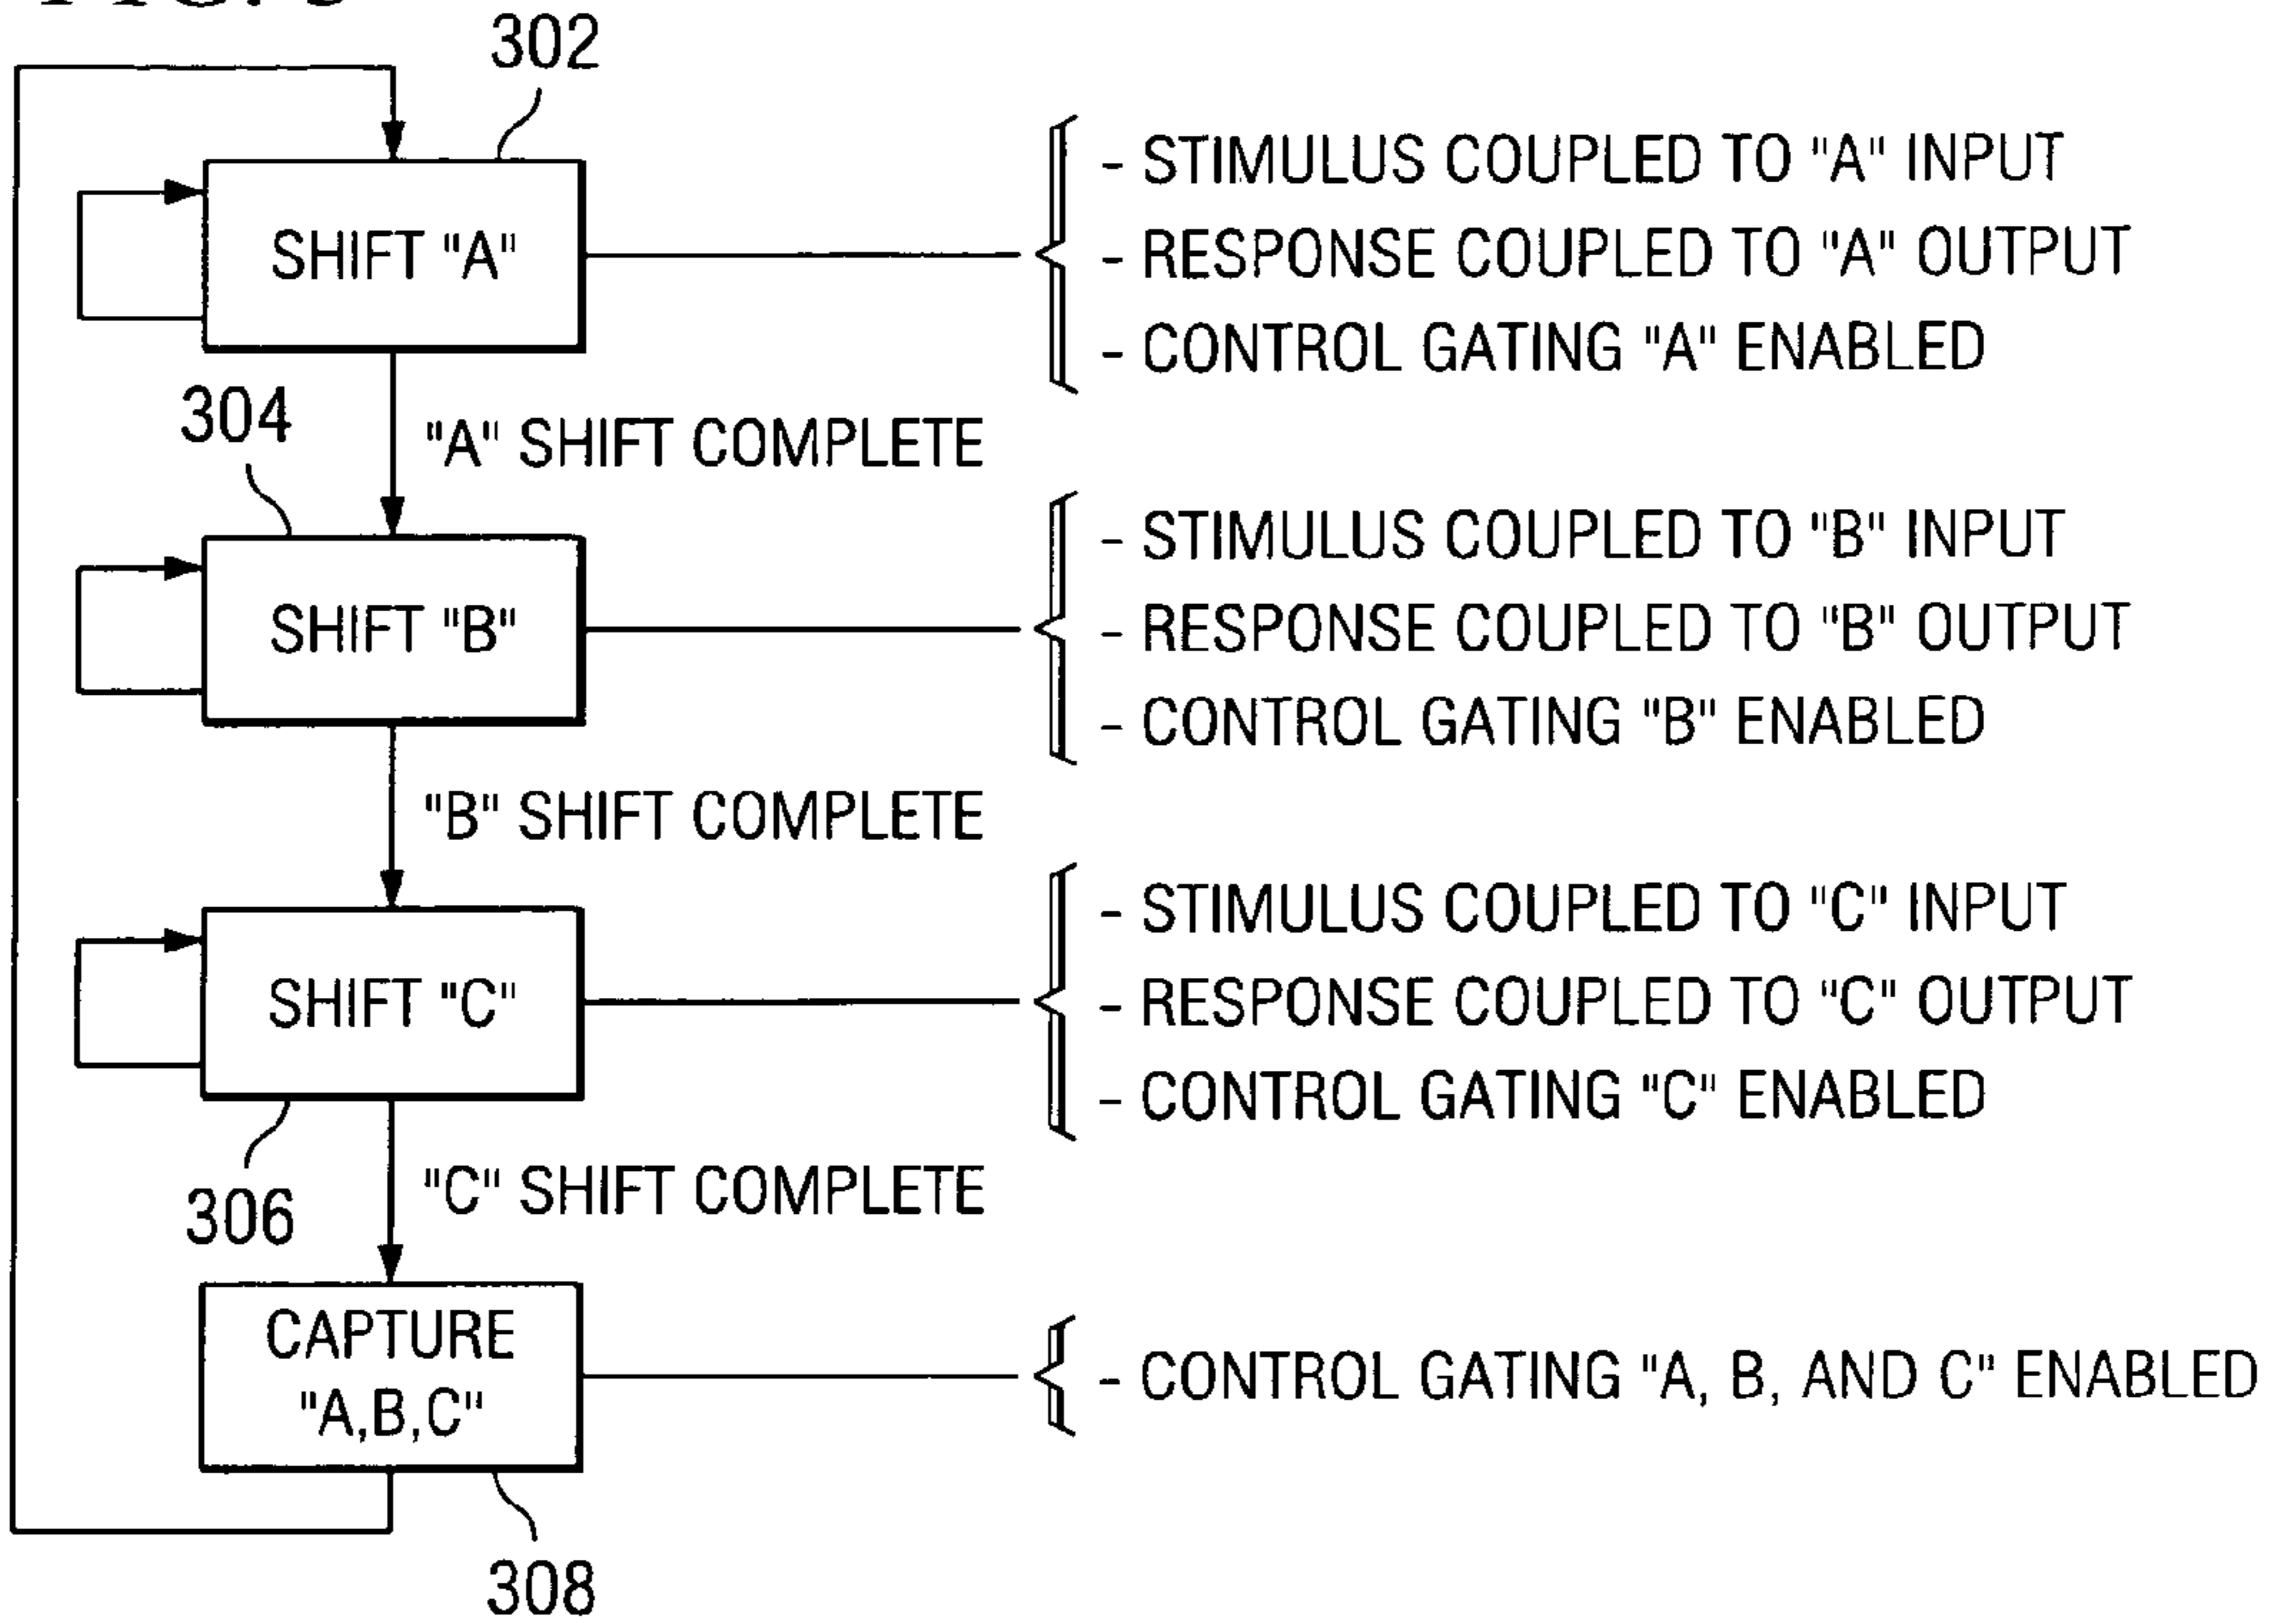 302
SHIFT "A"
- STIMULUS COUPLED TO "A" INPUT
- RESPONSE COUPLED TO "A" OUTPUT
- CONTROL GATING "A" ENABLED
304
"A" SHIFT COMPLETE
SHIFT "B"
- STIMULUS COUPLED TO "B" INPUT
- RESPONSE COUPLED TO "B" OUTPUT
- CONTROL GATING "B" ENABLED
"B" SHIFT COMPLETE
SHIFT "C"
- STIMULUS COUPLED TO "C" INPUT
- RESPONSE COUPLED TO "C" OUTPUT
- CONTROL GATING "C" ENABLED
306
"C" SHIFT COMPLETE
CAPTURE
"A,B,C"
- CONTROL GATING "A, B, AND C" ENABLED
308